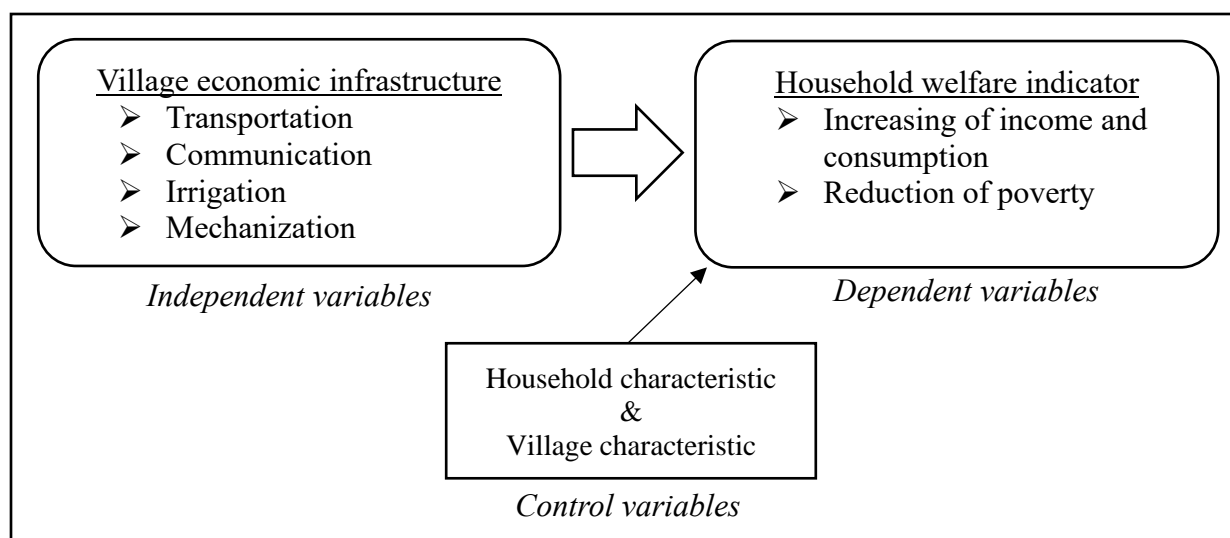 Village economic infrastructure
➢ Transportation
➢ Communication
➢ Irrigation
➢ Mechanization
Independent variables
Household welfare indicator
➢ Increasing of income and
consumption
➢ Reduction of poverty
Dependent variables
Household characteristic
&
Village characteristic
Control variables